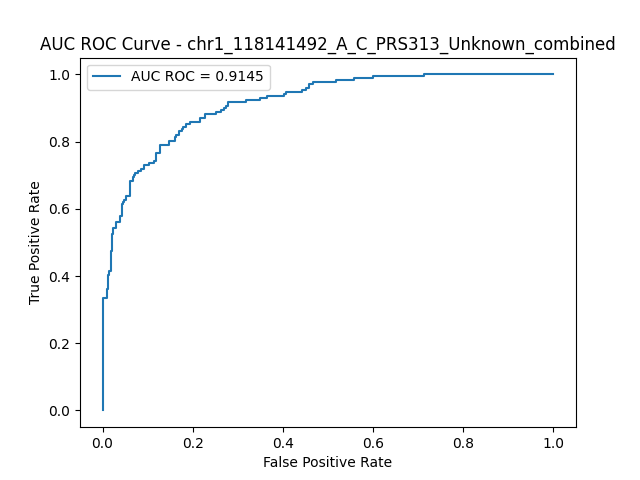 AUC ROC Curve - chr1_118141492_A_C_PRS313_Unknown_combined
AUC ROC = 0.9145
1.0
0.8
0.6
0.4
0.2
0.0
True Positive Rate
0.0 0.2 0.4 0.6 0.8 1.0
False Positive Rate